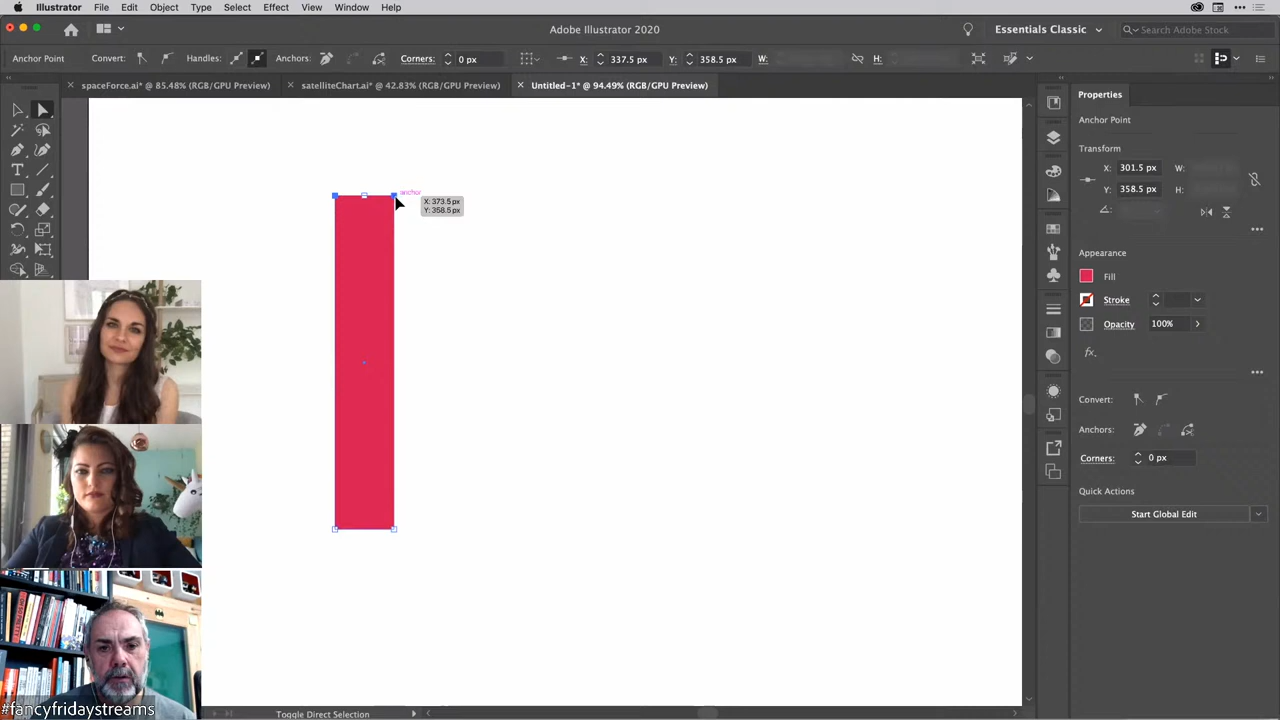 Illustrator File Edit Object Type Select Effect View Window Help
Adobe Illustrator 2020
Essentials Classic
Search Adobe Stock
Anchor Point Convert: Handles: Anchors: Corners: 0 px X: 337.5 px Y: 358.5 px W: H:
spaceForce.ai* @ 85.48% (RGB/GPU Preview)
satelliteChart.ai* @ 42.83% (RGB/GPU Preview)
Untitled-1* @ 94.49% (RGB/GPU Preview)
anchor
X: 373.5 px
Y: 358.5 px
Properties
Anchor Point
Transform
X: 301.5 px W:
Y: 358.5 px H:
Appearance
Fill
Stroke
Opacity 100%
fx.
Convert:
Anchors:
Corners: 0 px
Quick Actions
Start Global Edit
#fancyfridaystreams
Toggle Direct Selection